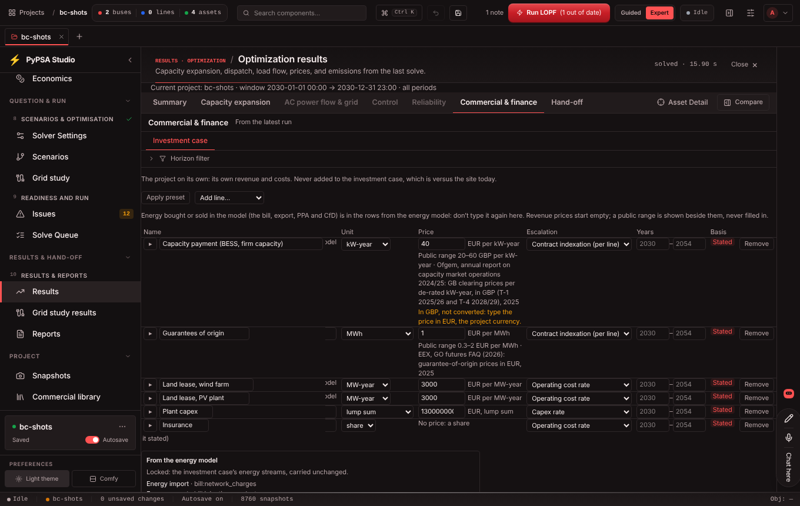 Projects / bc-shots
2 buses 0 lines 4 assets
Search components...
Ctrl K
1 note
Run LOPF (1 out of date)
Guided Expert
Idle
A
bc-shots
PyPSA Studio
Economics
QUESTION & RUN
9 SCENARIOS & OPTIMISATION
Solver Settings
Scenarios
Grid study
READINESS AND RUN
Issues 12
Solve Queue
RESULTS & HAND-OFF
10 RESULTS & REPORTS
Results
Grid study results
Reports
PROJECT
Snapshots
Commercial library
bc-shots
Saved Autosave
PREFERENCES
Light theme Comfy
RESULTS · OPTIMIZATION / Optimization results
Capacity expansion, dispatch, load flow, prices, and emissions from the last solve.
solved · 15.90 s Close
Current project: bc-shots · window 2030-01-01 00:00 → 2030-12-31 23:00 · all periods
Summary Capacity expansion AC power flow & grid Control Reliability Commercial & finance Hand-off Asset Detail Compare
Commercial & finance From the latest run
Investment case
Horizon filter
The project on its own: its own revenue and costs. Never added to the investment case, which is versus the site today.
Apply preset Add line...
Energy bought or sold in the model (the bill, export, PPA and CfD) is in the rows from the energy model: don't type it again here. Revenue prices start empty; a public range is shown beside them, never filled in.
Name Unit Price Escalation Years Basis
Capacity payment (BESS, firm capacity) kW-year 40 EUR per kW-year Contract indexation (per line) 2030 – 2054 Stated Remove
Public range 20–60 GBP per kW-
year · Ofgem, annual report on
capacity market operations
2024/25: GB clearing prices per
de-rated kW-year, in GBP (T-1
2025/26 and T-4 2028/29), 2025
In GBP, not converted: type the
price in EUR, the project currency.
Guarantees of origin MWh 1 EUR per MWh Contract indexation (per line) 2030 – 2054 Stated Remove
Public range 0.3–2 EUR per MWh ·
EEX, GO futures FAQ (2026):
guarantee-of-origin prices in EUR,
2025
Land lease, wind farm MW-year 3000 EUR per MW-year Operating cost rate 2030 – 2054 Stated Remove
Land lease, PV plant MW-year 3000 EUR per MW-year Operating cost rate 2030 – 2054 Stated Remove
Plant capex lump sum EUR, lump sum Capex rate 2030 – 2054 Stated Remove
Insurance share No price: a share Operating cost rate 2030 – 2054 Stated Remove
it stated)
From the energy model
Locked: the investment case's energy streams, carried unchanged.
Energy import · bill:network_charges
Chat here
Idle bc-shots 0 unsaved changes Autosave on 8760 snapshots Obj: —